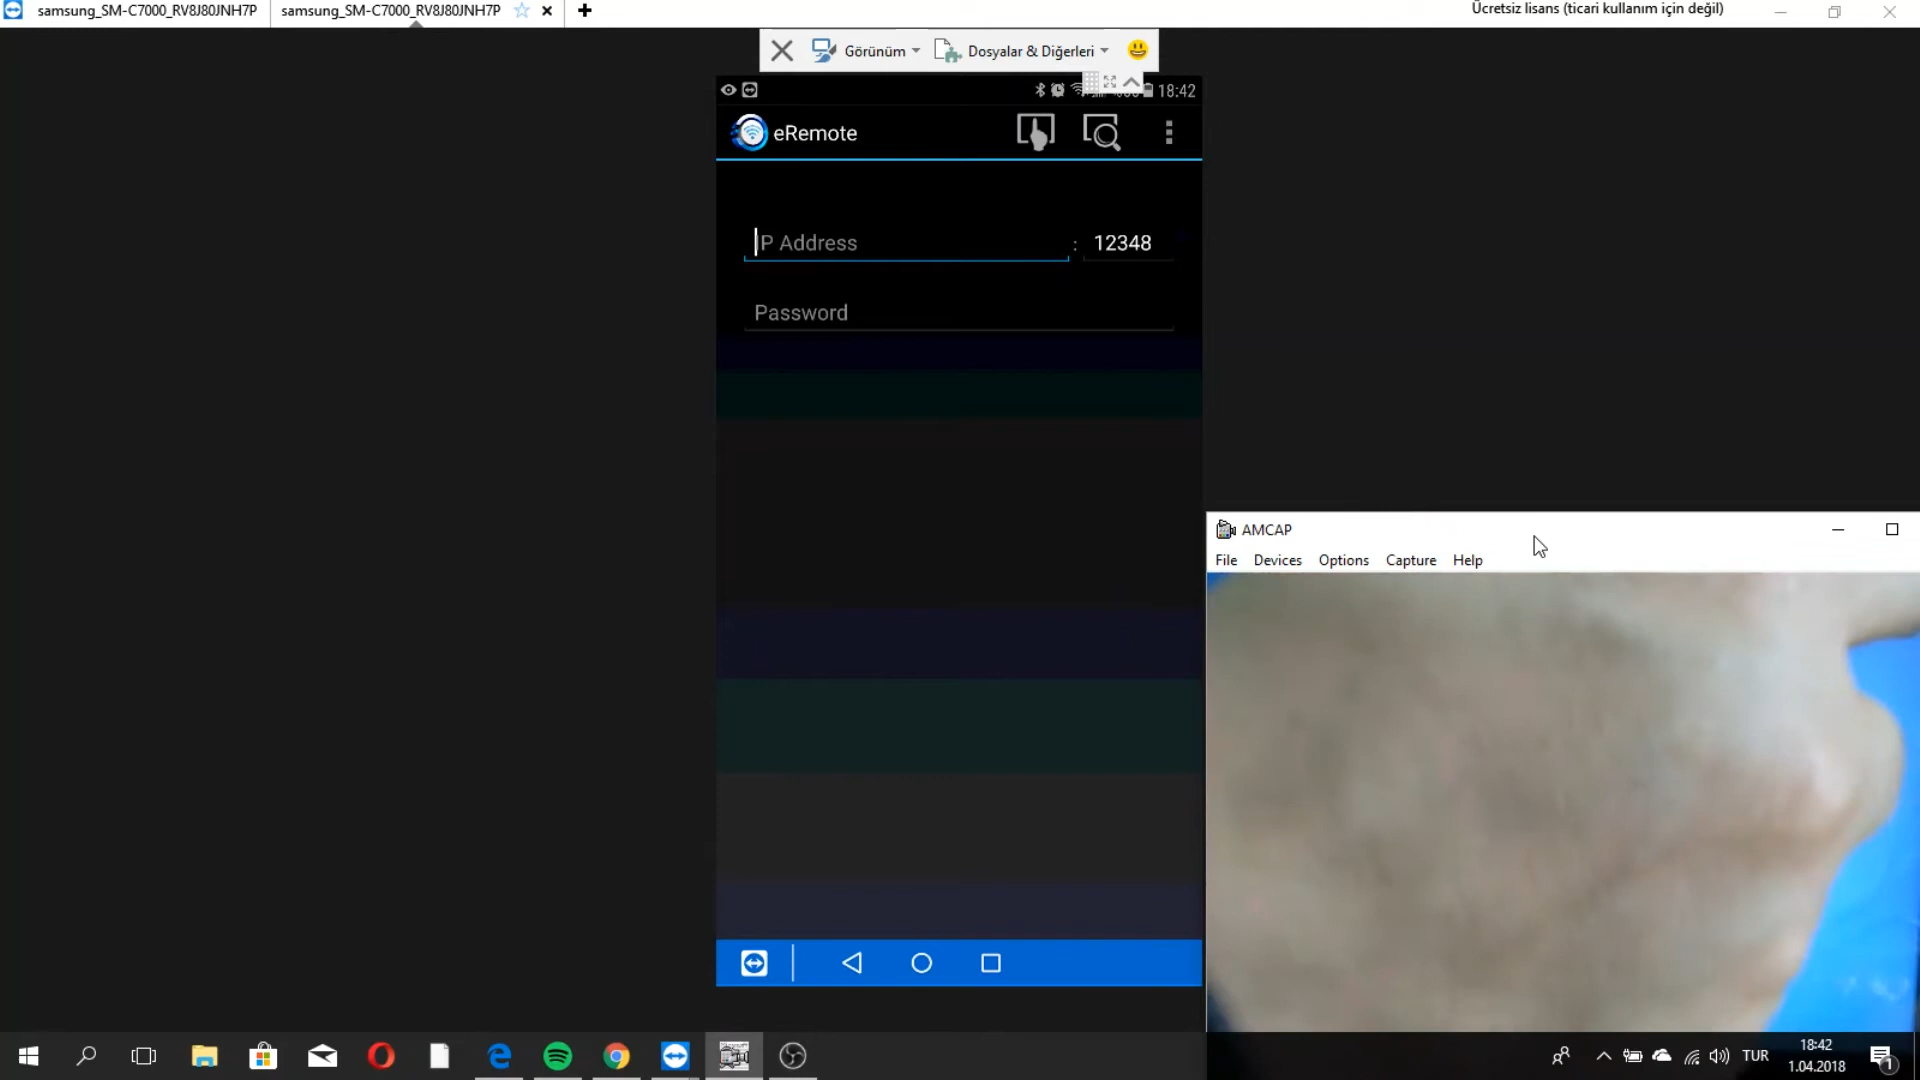 samsung_SM-C7000_RV8J80JNH7P samsung_SM-C7000_RV8J80JNH7P Ücretsiz lisans (ticari kullanım için değil)
Görünüm Dosyalar & Diğerleri
18:42
eRemote
IP Address : 12348
Password
AMCAP
File Devices Options Capture Help
TUR
18:42
1.04.2018
1